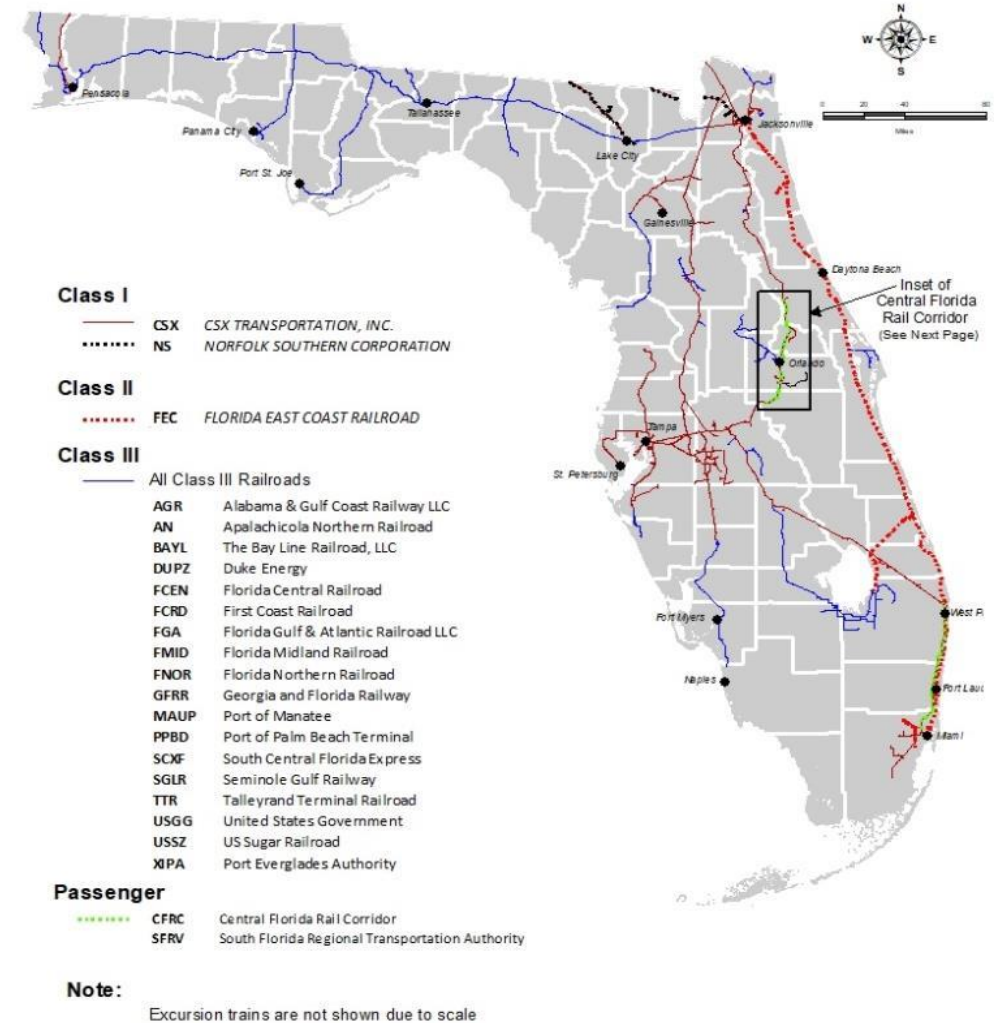 N
W E
S
0 20 40 80
Miles
Pensacola
Panama City
Port St. Joe
Tallahassee
Lake City
Jacksonville
Gainesville
Daytona Beach
Inset of
Central Florida
Rail Corridor
(See Next Page)
Orlando
Tampa
St. Petersburg
Fort Myers
Naples
West P
Fort Lau
Miami
Class I
CSX CSX TRANSPORTATION, INC.
NS NORFOLK SOUTHERN CORPORATION
Class II
FEC FLORIDA EAST COAST RAILROAD
Class III
All Class III Railroads
AGR Alabama & Gulf Coast Railway LLC
AN Apalachicola Northern Railroad
BAYL The Bay Line Railroad, LLC
DUPZ Duke Energy
FCEN Florida Central Railroad
FCRD First Coast Railroad
FGA Florida Gulf & Atlantic Railroad LLC
FMID Florida Midland Railroad
FNOR Florida Northern Railroad
GFRR Georgia and Florida Railway
MAUP Port of Manatee
PPBD Port of Palm Beach Terminal
SCXF South Central Florida Express
SGLR Seminole Gulf Railway
TTR Talleyrand Terminal Railroad
USGG United States Government
USSZ US Sugar Railroad
XIPA Port Everglades Authority
Passenger
CFRC Central Florida Rail Corridor
SFRV South Florida Regional Transportation Authority
Note:
Excursion trains are not shown due to scale